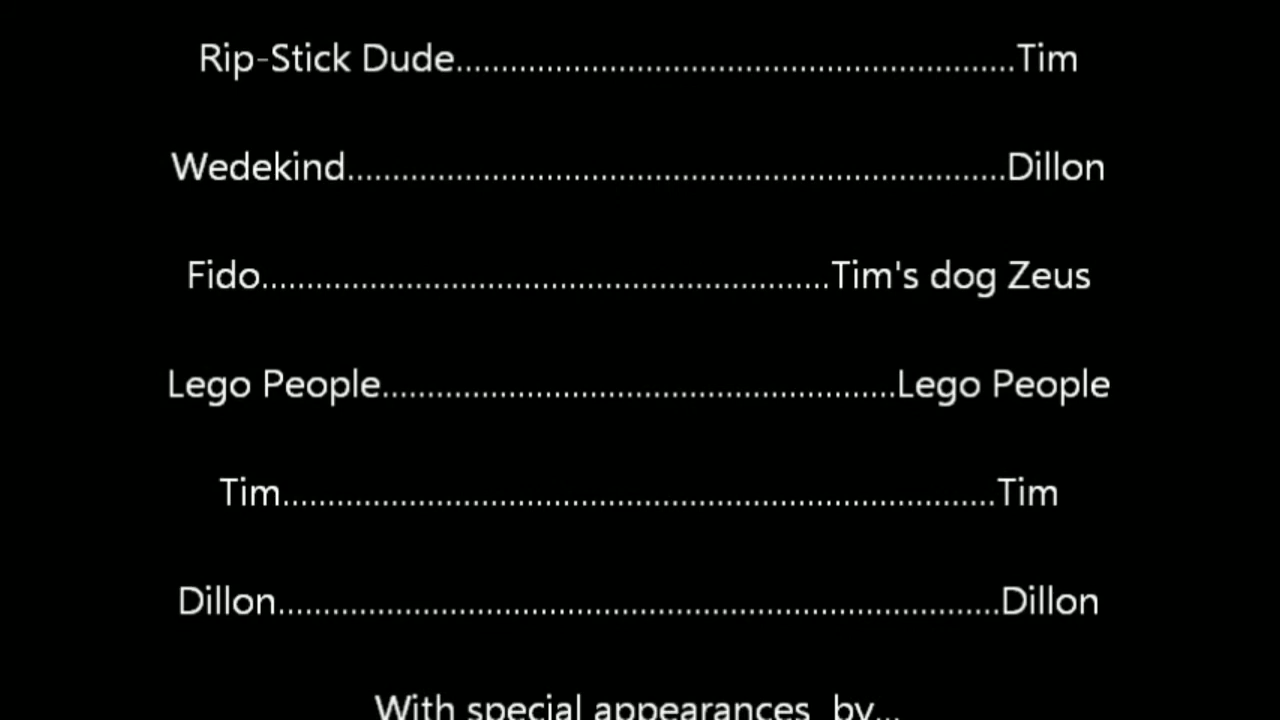 Rip-Stick Dude..............................................................Tim
Wedekind.........................................................................Dillon
Fido...............................................................Tim's dog Zeus
Lego People.........................................................Lego People
Tim...............................................................................Tim
Dillon................................................................................Dillon
With special appearances by...